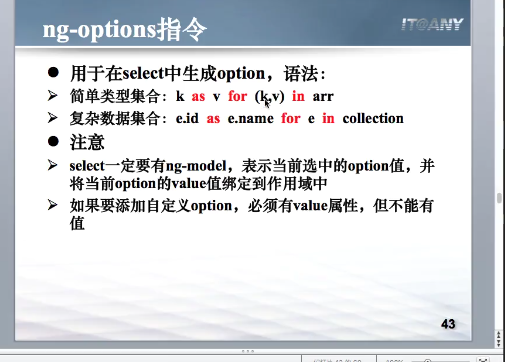 ng-options指令
ITOANY
用于在select中生成option，语法：
简单类型集合：k as v for (k,v) in arr
复杂数据集合：e.id as e.name for e in collection
注意
select一定要有ng-model，表示当前选中的option值，并
将当前option的value值绑定到作用域中
如果要添加自定义option，必须有value属性，但不能有
值
43